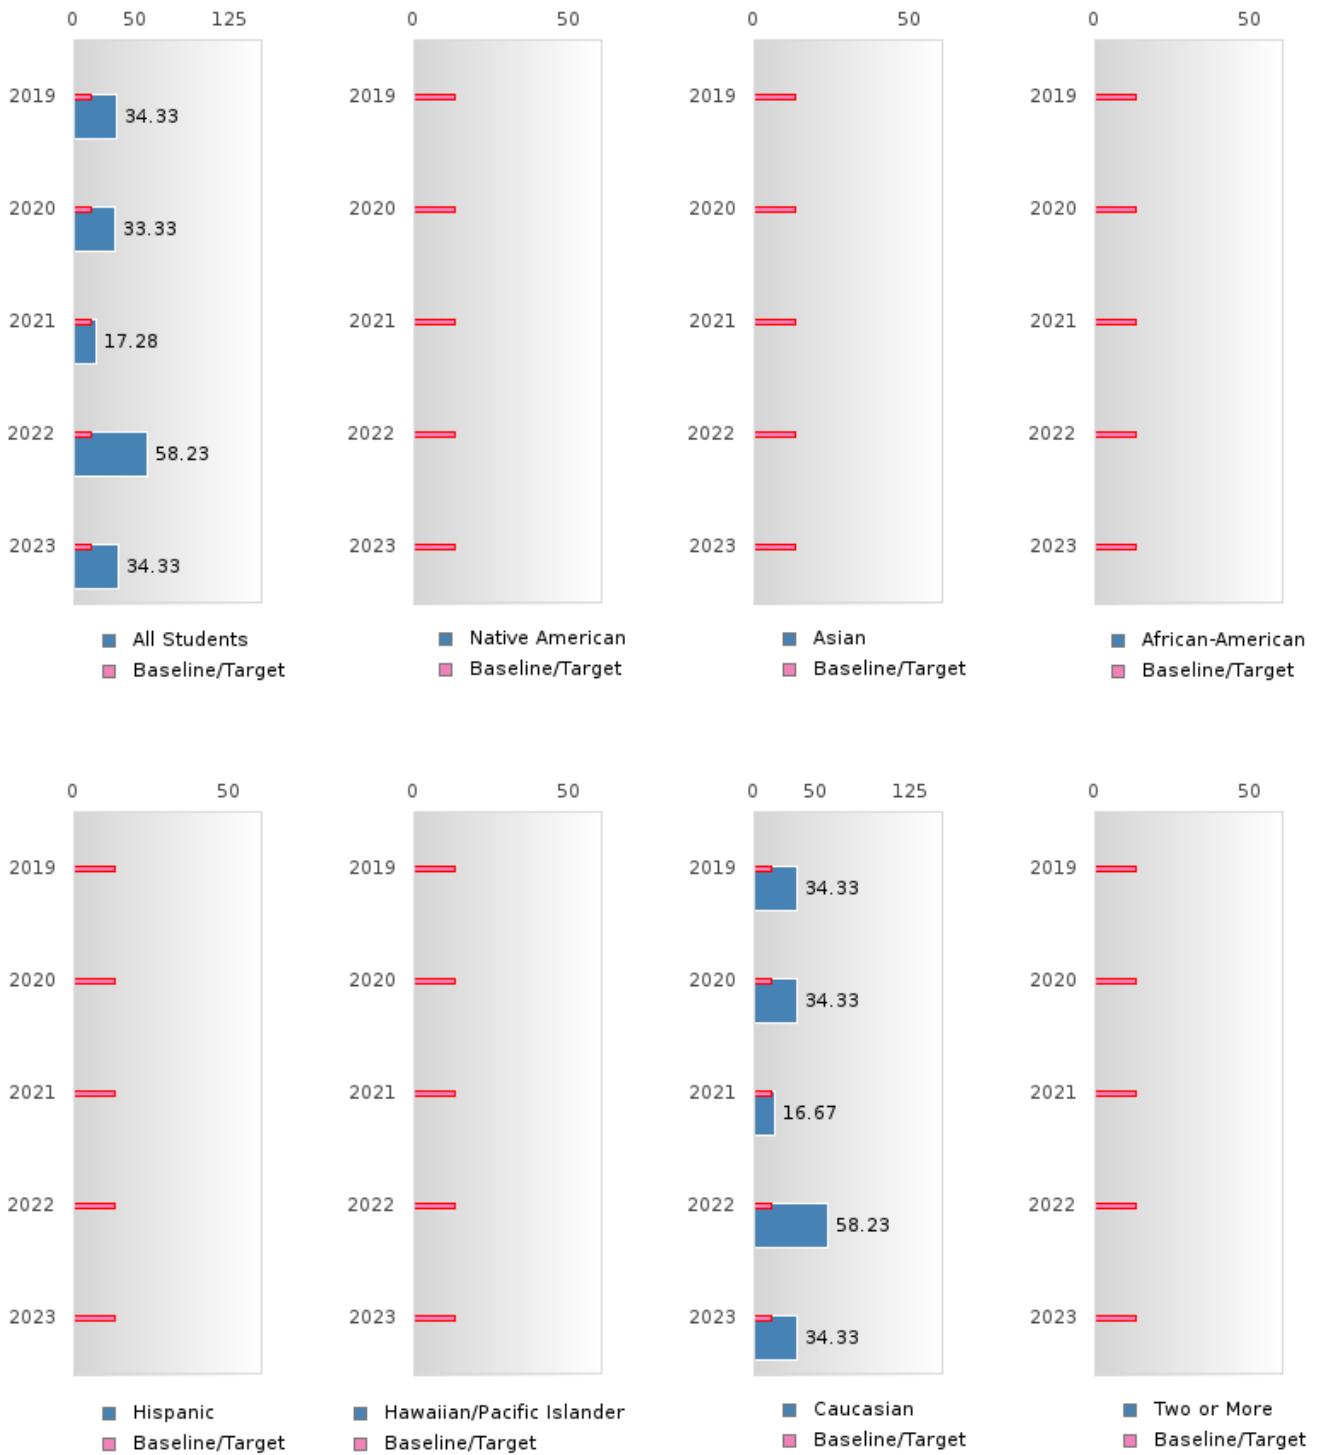 0 50 125
2019 34.33
2020 33.33
2021 17.28
2022 58.23
2023 34.33
All Students
Baseline/Target
0 50
2019
2020
2021
2022
2023
Native American
Baseline/Target
0 50
2019
2020
2021
2022
2023
Asian
Baseline/Target
0 50
2019
2020
2021
2022
2023
African-American
Baseline/Target
0 50
2019
2020
2021
2022
2023
Hispanic
Baseline/Target
0 50
2019
2020
2021
2022
2023
Hawaiian/Pacific Islander
Baseline/Target
0 50 125
2019 34.33
2020 34.33
2021 16.67
2022 58.23
2023 34.33
Caucasian
Baseline/Target
0 50
2019
2020
2021
2022
2023
Two or More
Baseline/Target